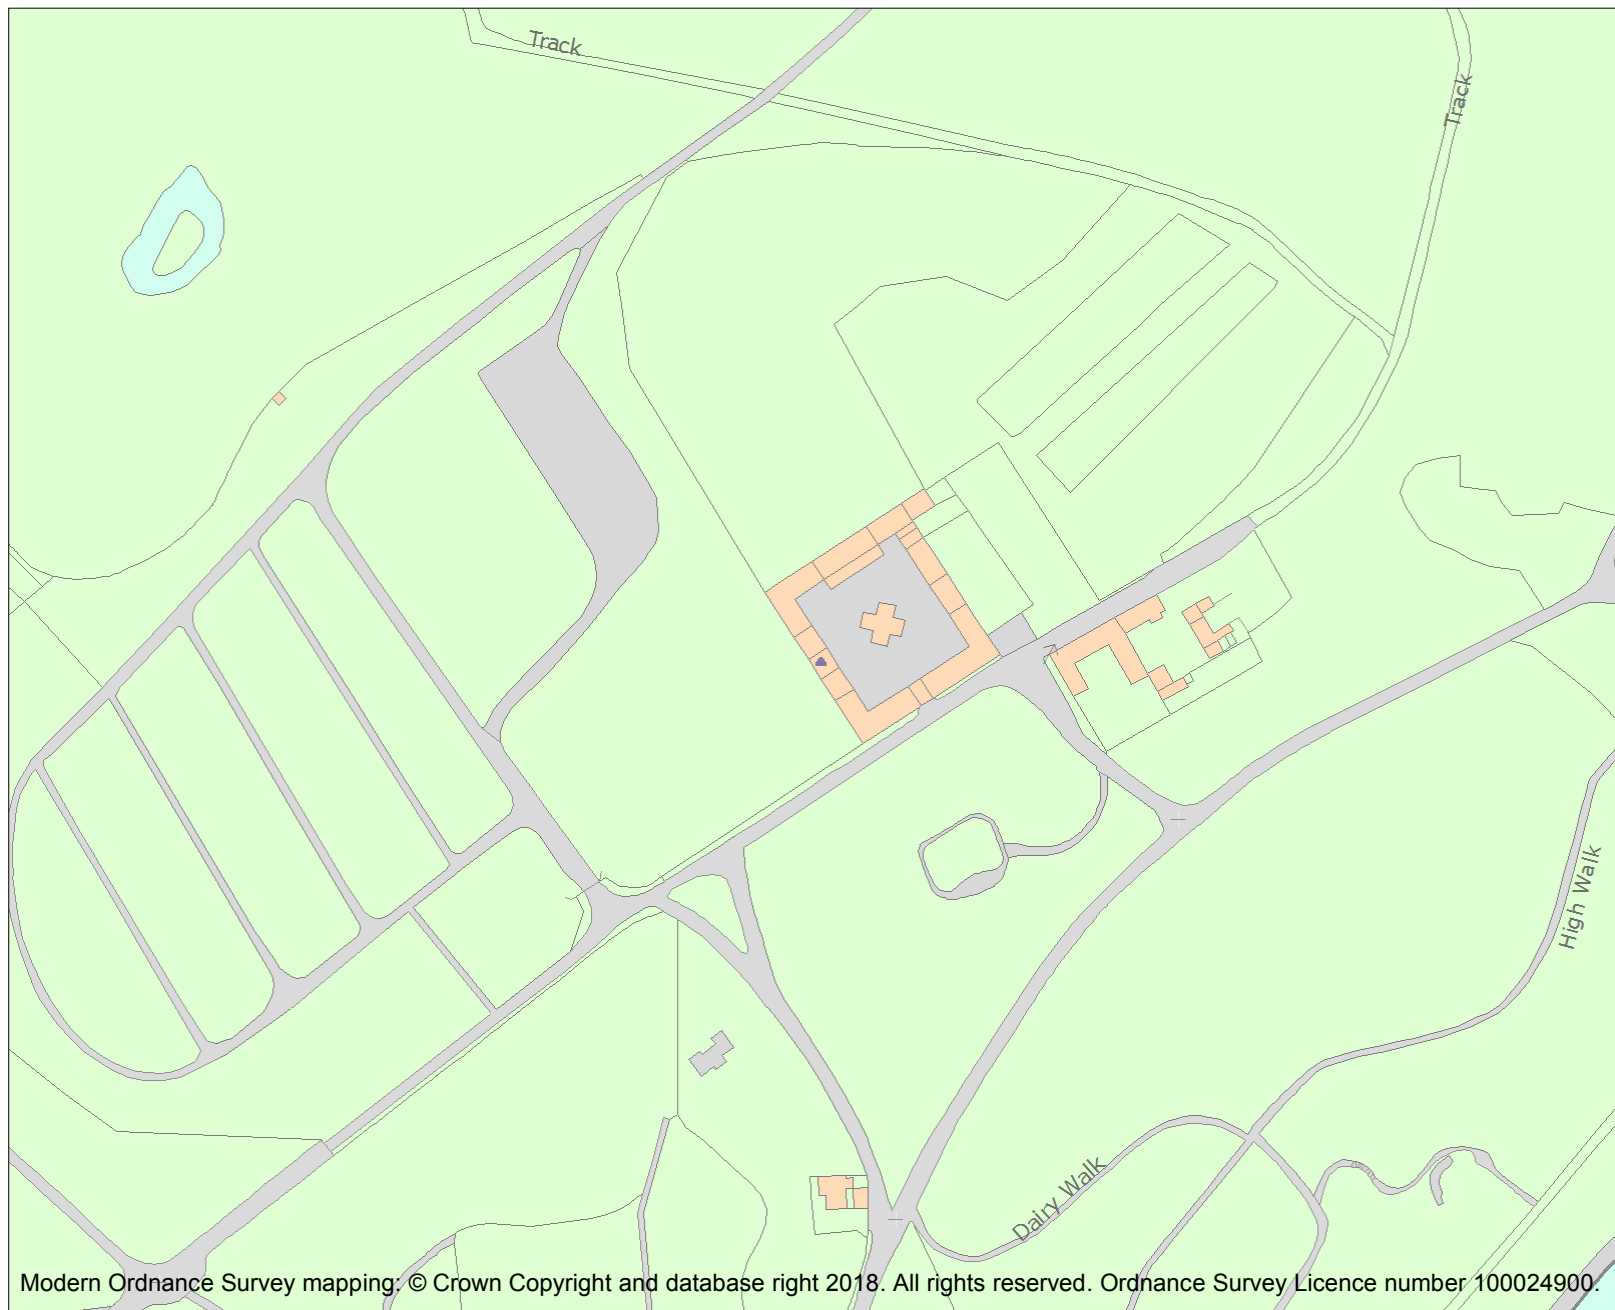 Track
Track
High Walk
Dairy Walk
Modern Ordnance Survey mapping: © Crown Copyright and database right 2018. All rights reserved. Ordnance Survey Licence number 100024900.